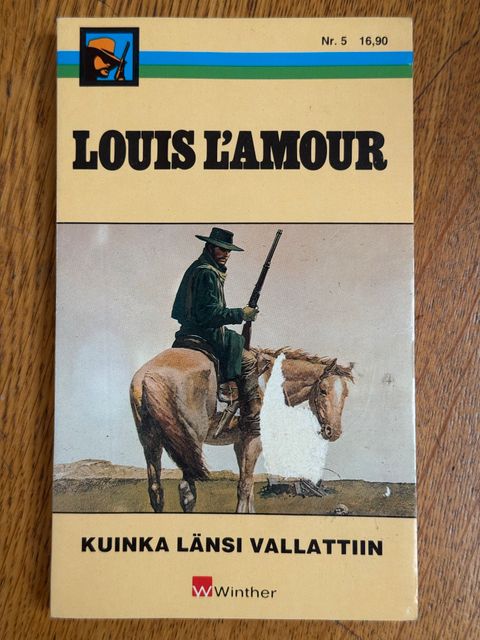 Nr. 5 16,90
LOUIS L'AMOUR
KUINKA LÄNSI VALLATTIIN
W Winther